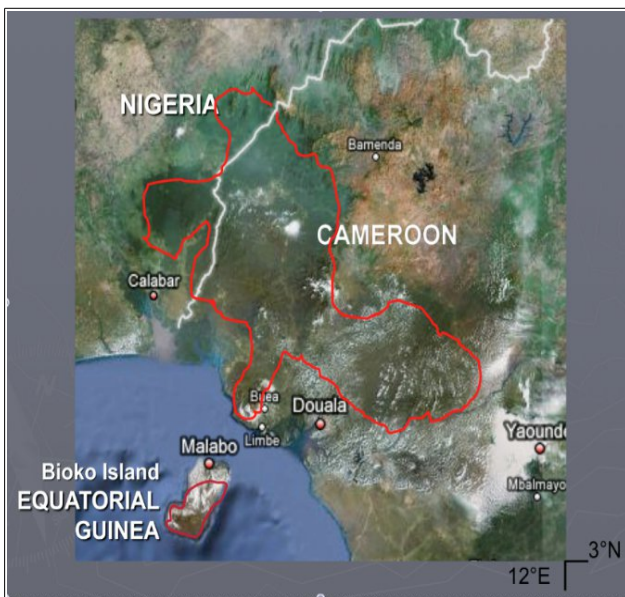 NIGERIA
Bamenda
CAMEROON
Calabar
Buea
Douala
Limbe
Malabo
Yaounde
Bioko Island
EQUATORIAL
GUINEA
Mbalmayo
3°N
12°E